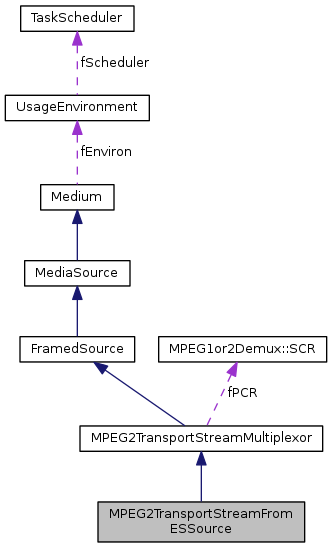 TaskScheduler
fScheduler
UsageEnvironment
fEnviron
Medium
MediaSource
FramedSource
MPEG1or2Demux::SCR
fPCR
MPEG2TransportStreamMultiplexor
MPEG2TransportStreamFrom
ESSource